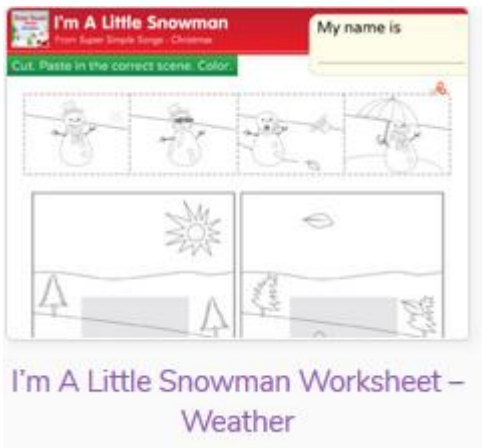 I'm A Little Snowman
From Super Simple Songs - Christmas
My name is
Cut. Paste in the correct scene. Color.
I'm A Little Snowman Worksheet –
Weather